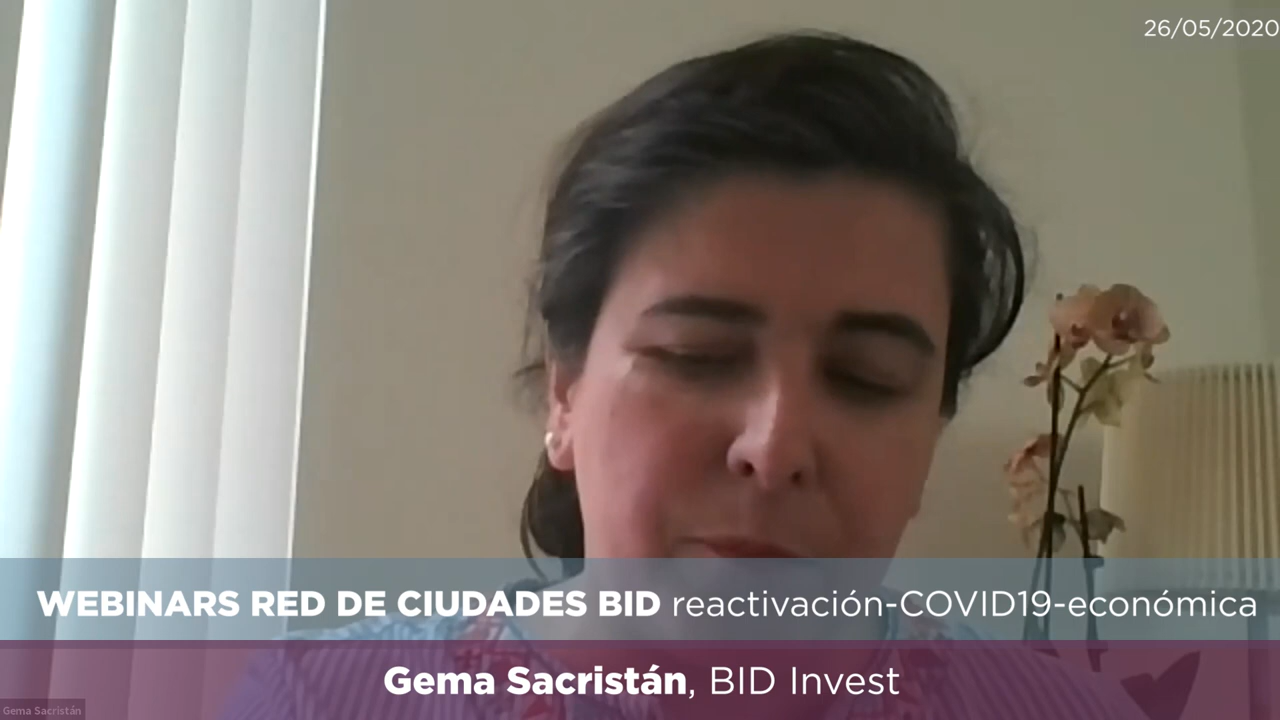 26/05/2020
WEBINARS RED DE CIUDADES BID reactivación-COVID19-económica
Gema Sacristán, BID Invest
Gema Sacristán